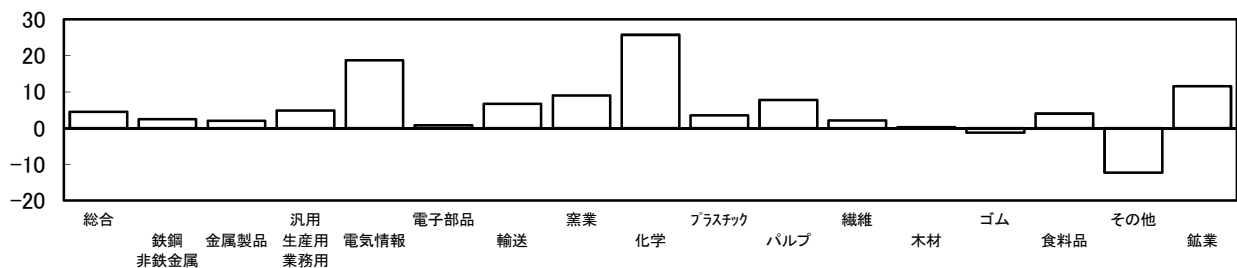 30
20
10
0
-10
-20
総合
鉄鋼
非鉄金属
金属製品
汎用
生産用
業務用
電気情報
電子部品
輸送
窯業
化学
ﾌﾟﾗｽﾁｯｸ
パルプ
繊維
木材
ゴム
食料品
その他
鉱業